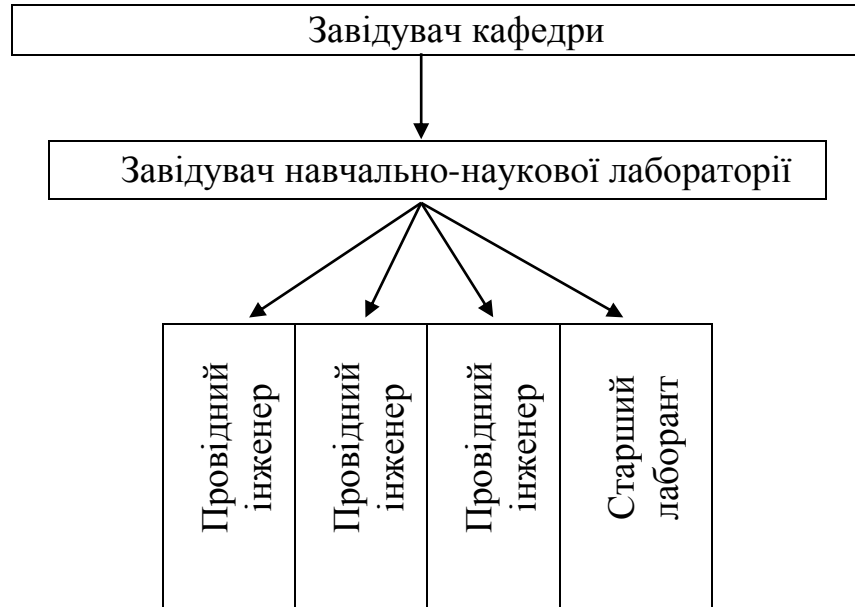 Завідувач кафедри
Завідувач навчально-наукової лабораторії
Провідний
інженер
Провідний
інженер
Провідний
інженер
Старший
лаборант